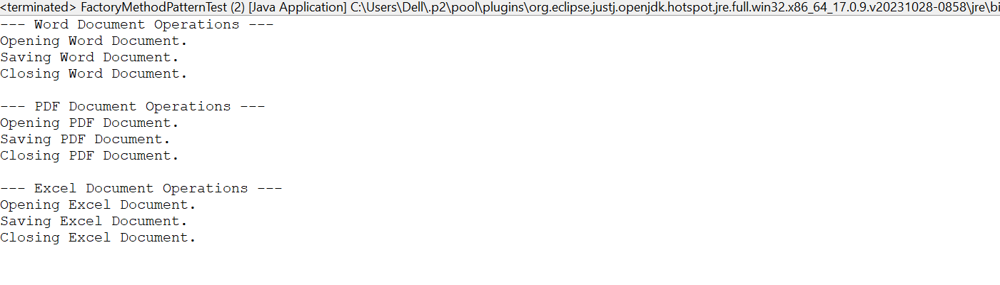 <terminated> FactoryMethodPatternTest (2) [Java Application] C:\Users\Dell\.p2\pool\plugins\org.eclipse.justj.openjdk.hotspot.jre.full.win32.x86_64_17.0.9.v20231028-0858\jre\bi
--- Word Document Operations ---
Opening Word Document.
Saving Word Document.
Closing Word Document.
--- PDF Document Operations ---
Opening PDF Document.
Saving PDF Document.
Closing PDF Document.
--- Excel Document Operations ---
Opening Excel Document.
Saving Excel Document.
Closing Excel Document.